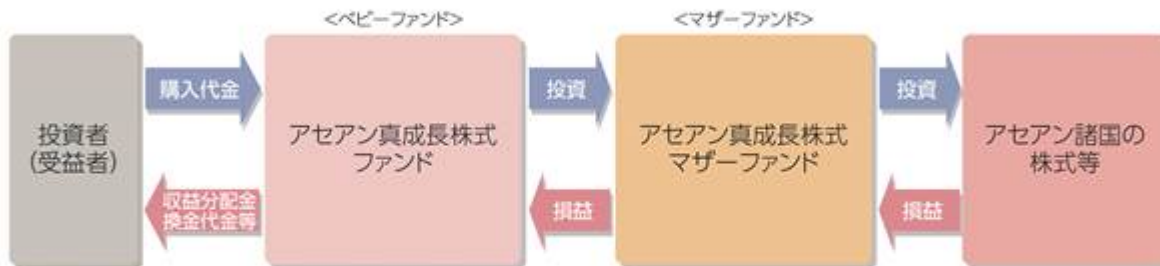 <ベビーファンド>
<マザーファンド>
投資者
(受益者)
購入代金
収益分配金
換金代金等
アセアン真成長株式
ファンド
投資
損益
アセアン真成長株式
マザーファンド
投資
損益
アセアン諸国の
株式等